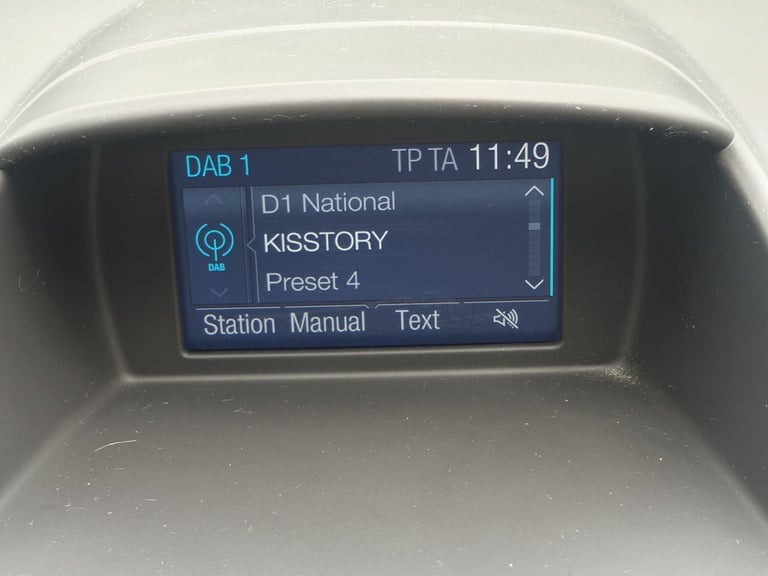 DAB 1 TP TA 11:49
D1 National
KISSTORY
DAB
Preset 4
Station Manual Text